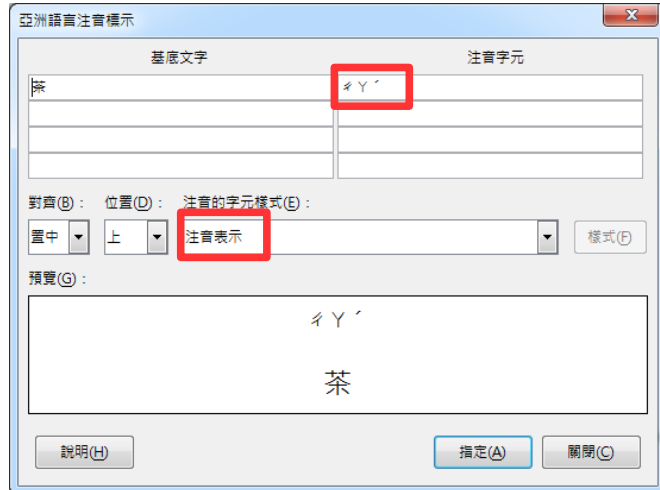 亞洲語言注音標示
基底文字 注音字元
茶 ㄔㄚˊ
對齊(B)： 位置(D)： 注音的字元樣式(E)：
置中 上 注音表示 樣式(F)
預覽(G)：
ㄔㄚˊ
茶
說明(H) 指定(A) 關閉(C)